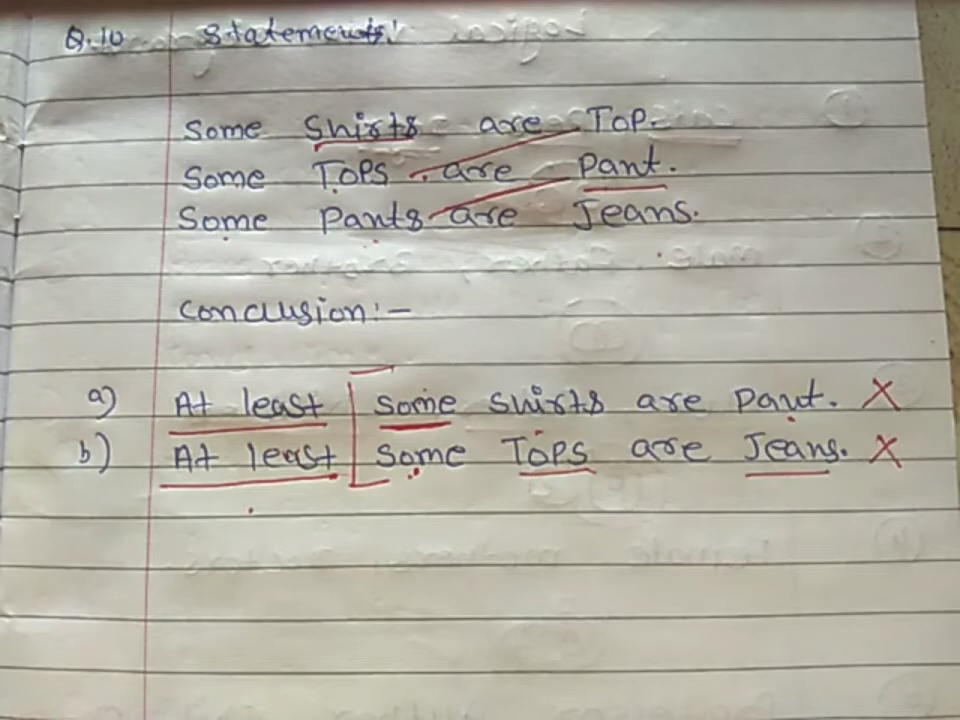 Q.10 Statements:
Some Shirts are Top.
Some Tops are Pant.
Some Pants are Jeans.
Conclusion:-
a) At least some shirts are Pant. X
b) At least Some Tops are Jeans. X